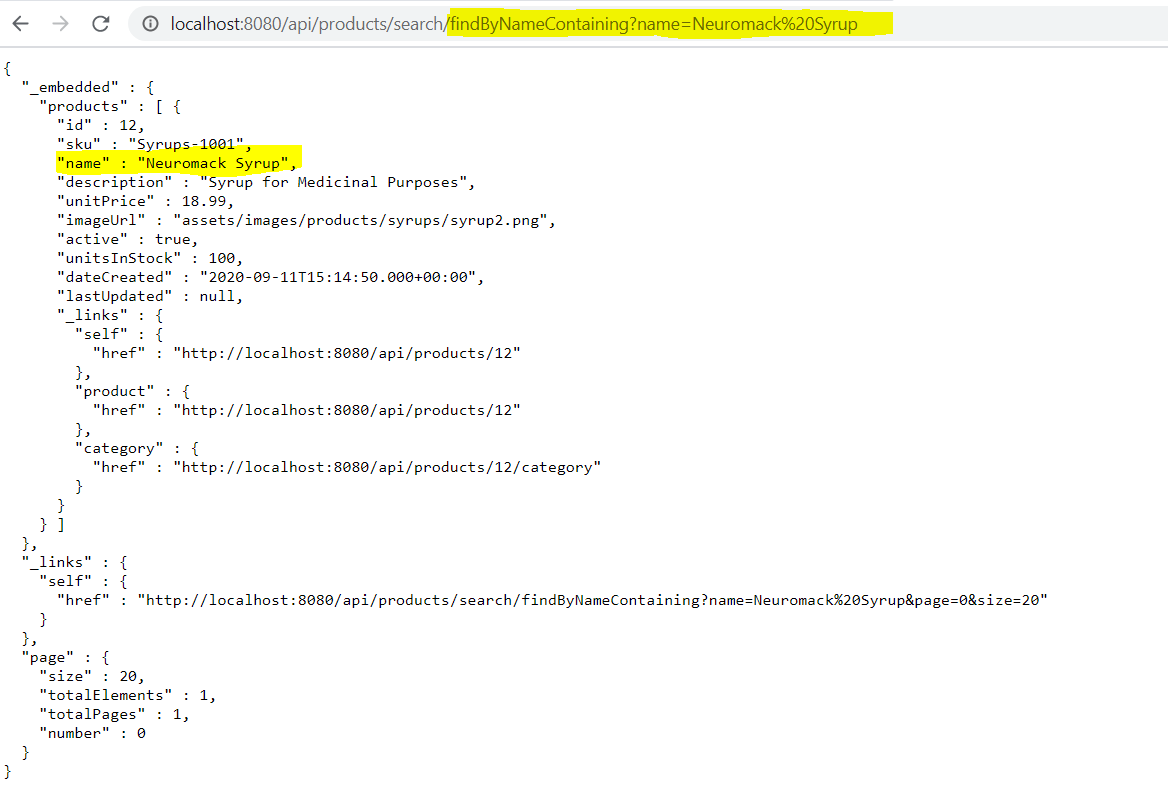 localhost:8080/api/products/search/findByNameContaining?name=Neuromack%20Syrup
{
  "_embedded" : {
    "products" : [ {
      "id" : 12,
      "sku" : "Syrups-1001",
      "name" : "Neuromack Syrup",
      "description" : "Syrup for Medicinal Purposes",
      "unitPrice" : 18.99,
      "imageUrl" : "assets/images/products/syrups/syrup2.png",
      "active" : true,
      "unitsInStock" : 100,
      "dateCreated" : "2020-09-11T15:14:50.000+00:00",
      "lastUpdated" : null,
      "_links" : {
        "self" : {
          "href" : "http://localhost:8080/api/products/12"
        },
        "product" : {
          "href" : "http://localhost:8080/api/products/12"
        },
        "category" : {
          "href" : "http://localhost:8080/api/products/12/category"
        }
      }
    } ]
  },
  "_links" : {
    "self" : {
      "href" : "http://localhost:8080/api/products/search/findByNameContaining?name=Neuromack%20Syrup&page=0&size=20"
    }
  },
  "page" : {
    "size" : 20,
    "totalElements" : 1,
    "totalPages" : 1,
    "number" : 0
  }
}